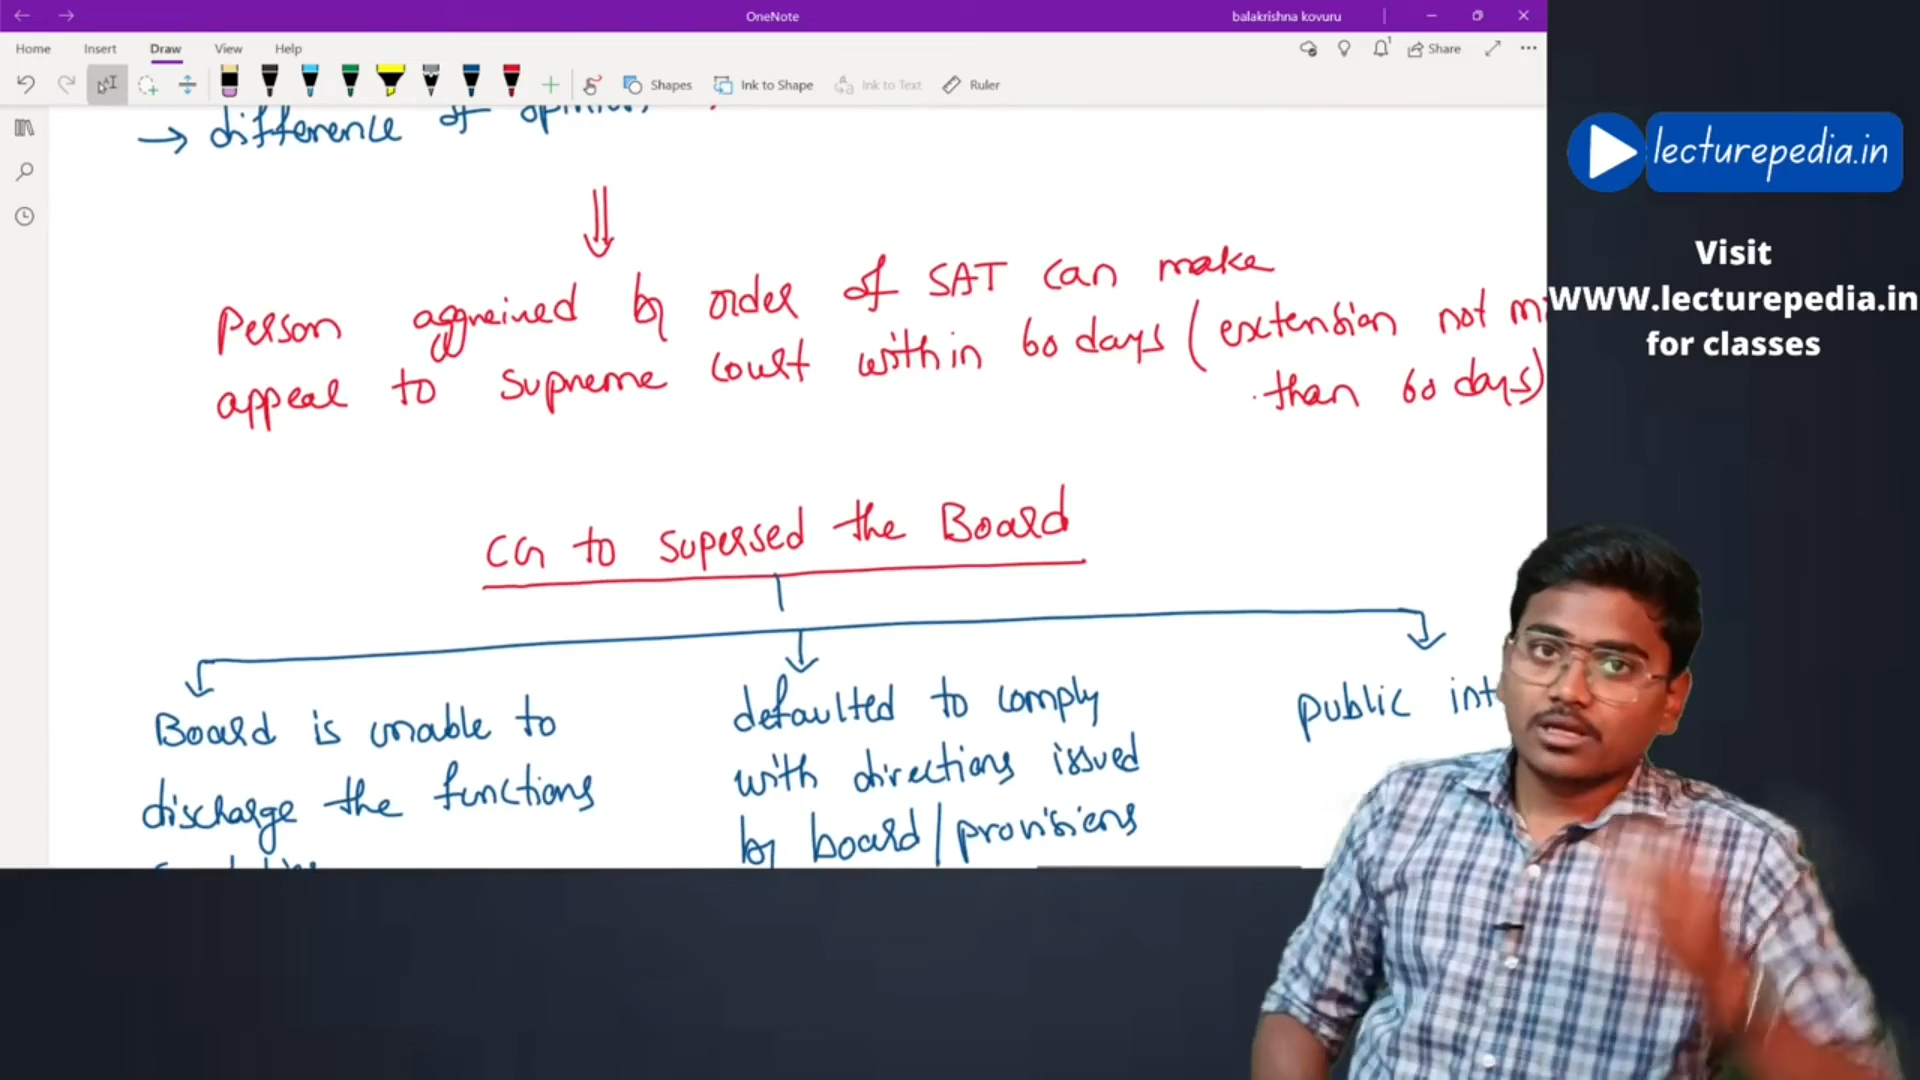 OneNote
balakrishna kovuru
Home Insert Draw View Help
1
Share
Shapes
Ink to Shape
Ink to Text
Ruler
→ difference of opinion
Person aggreived by order of SAT can make
appeal to Supreme court within 60 days (extension not
than 60 days)
CG to supersed the Board
Board is unable to
discharge the functions
defaulted to comply
with directions issued
by board/provisions
public int
lecturepedia.in
Visit
WWW.lecturepedia.in
for classes